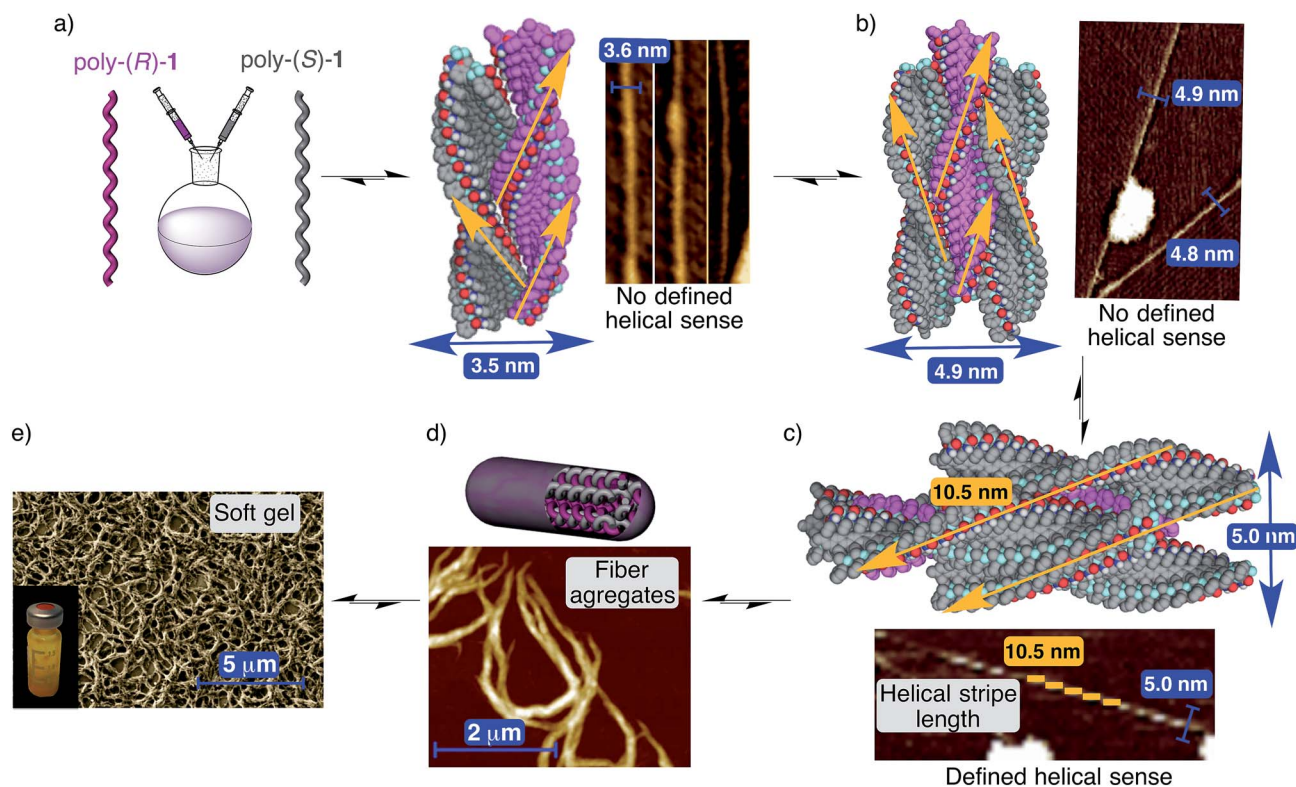 a)
poly-(R)-1
poly-(S)-1
3.6 nm
No defined
helical sense
3.5 nm
b)
4.9 nm
4.8 nm
No defined
helical sense
4.9 nm
c)
10.5 nm
5.0 nm
10.5 nm
5.0 nm
Helical stripe
length
Defined helical sense
d)
Fiber
agregates
2 μm
e)
Soft gel
5 μm